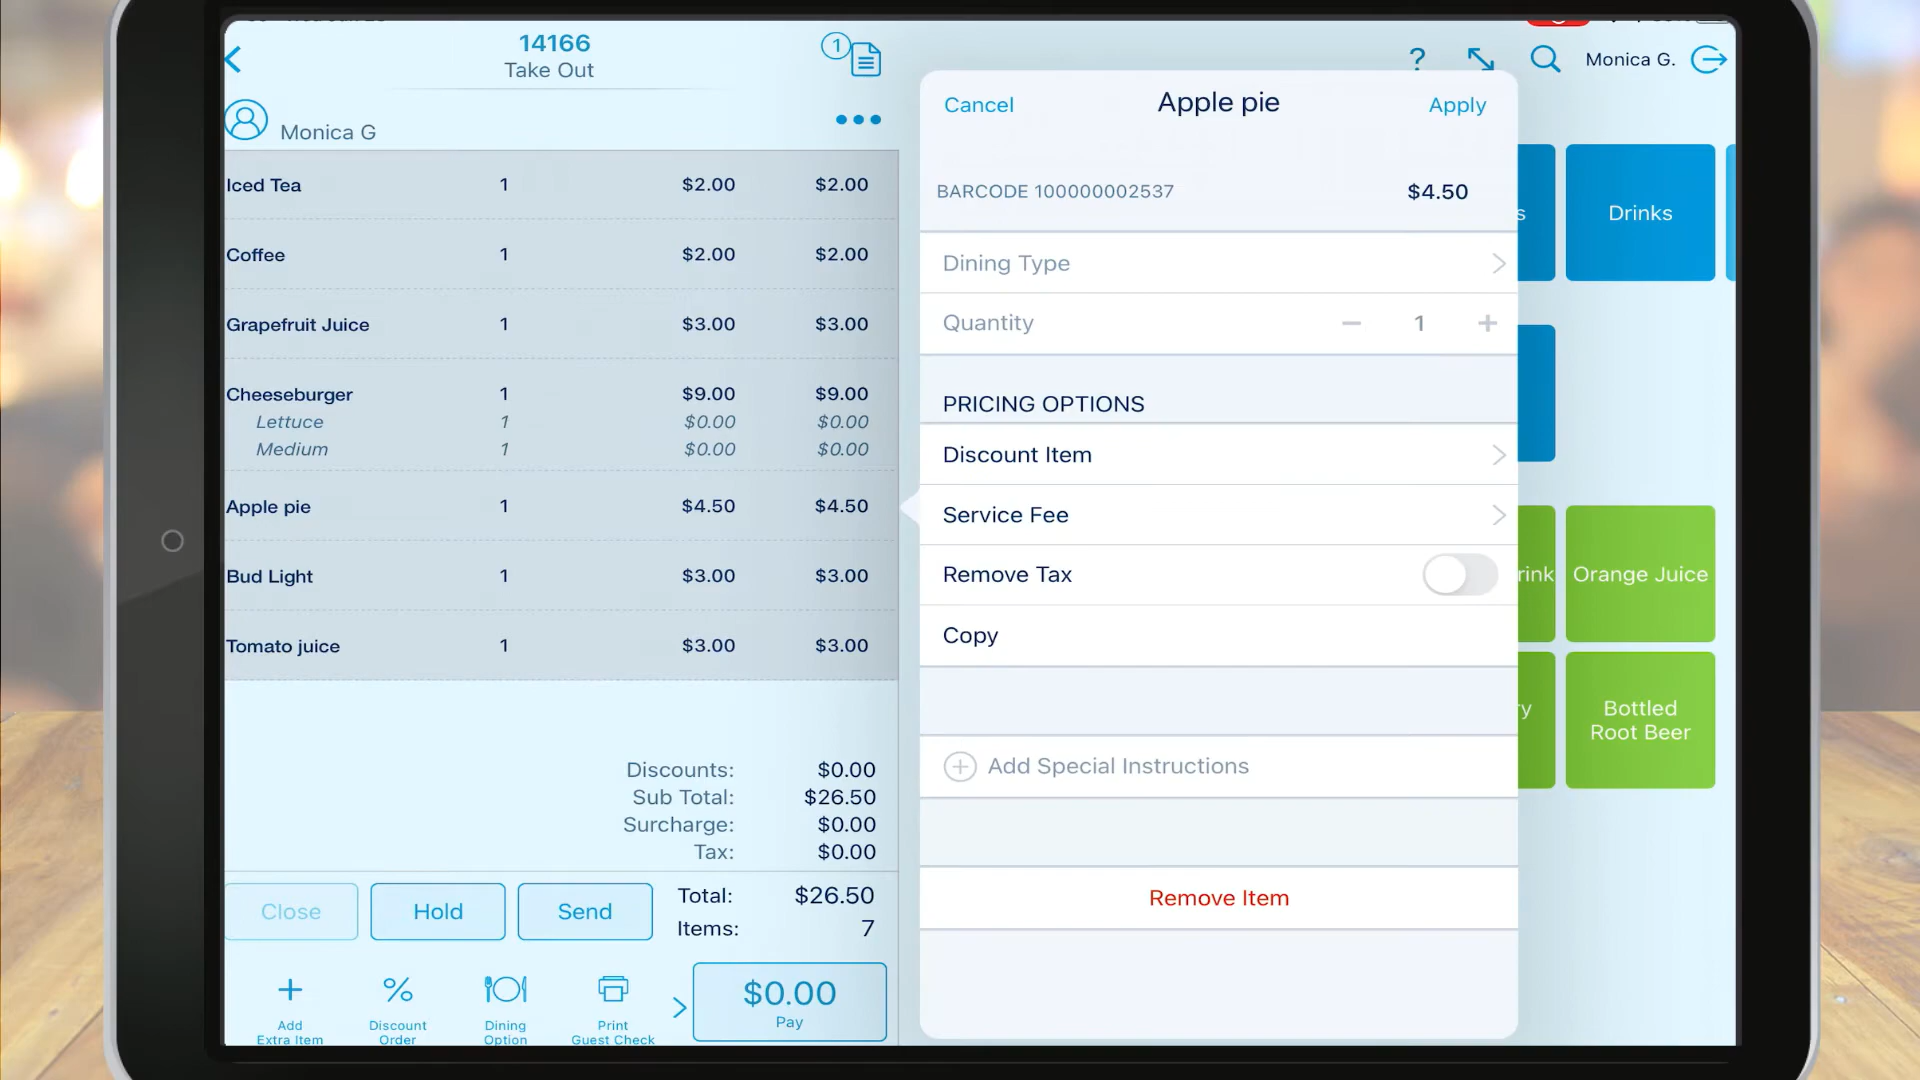 14166
Take Out
1
?
Monica G.
Monica G
Iced Tea 1 $2.00 $2.00
Coffee 1 $2.00 $2.00
Grapefruit Juice 1 $3.00 $3.00
Cheeseburger 1 $9.00 $9.00
Lettuce 1 $0.00 $0.00
Medium 1 $0.00 $0.00
Apple pie 1 $4.50 $4.50
Bud Light 1 $3.00 $3.00
Tomato juice 1 $3.00 $3.00
Discounts: $0.00
Sub Total: $26.50
Surcharge: $0.00
Tax: $0.00
Close
Hold
Send
Total: $26.50
Items: 7
Add
Extra Item
%
Discount
Order
Dining
Option
Print
Guest Check
$0.00
Pay
Cancel
Apple pie
Apply
BARCODE 100000002537 $4.50
Dining Type
Quantity − 1 +
PRICING OPTIONS
Discount Item
Service Fee
Remove Tax
Copy
Add Special Instructions
Remove Item
Drinks
Orange Juice
Bottled
Root Beer